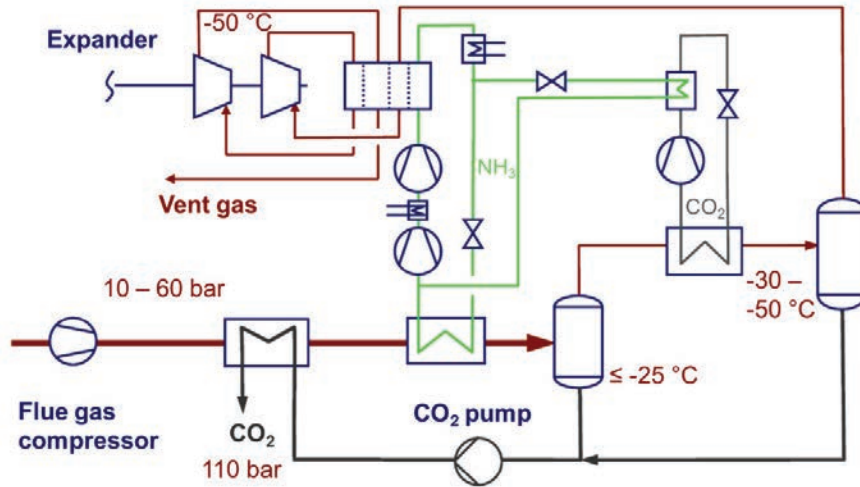 -50 °C
Expander
NH₃
CO₂
Vent gas
10 – 60 bar
-30 –
-50 °C
≤ -25 °C
Flue gas
compressor
CO₂
110 bar
CO₂ pump